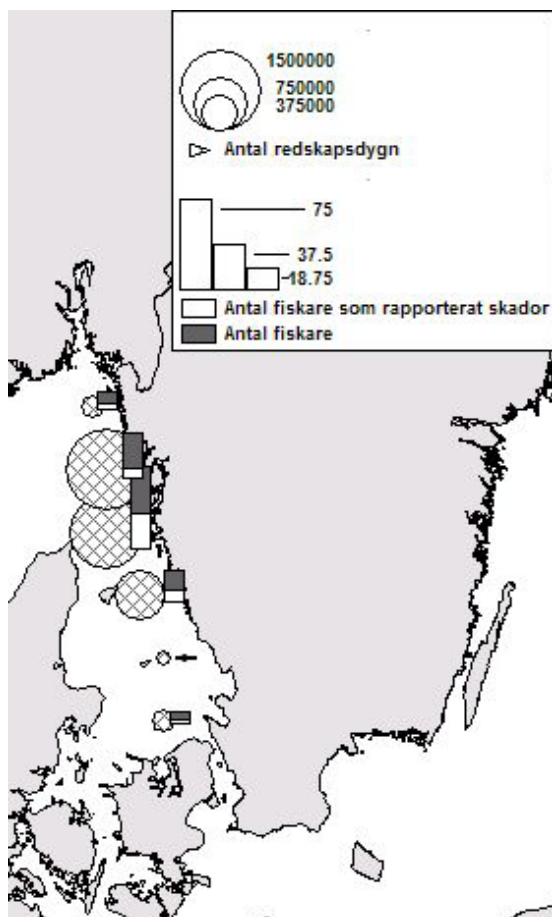 1500000
750000
375000
Antal redskapsdygn
75
37.5
18.75
Antal fiskare som rapporterat skador
Antal fiskare